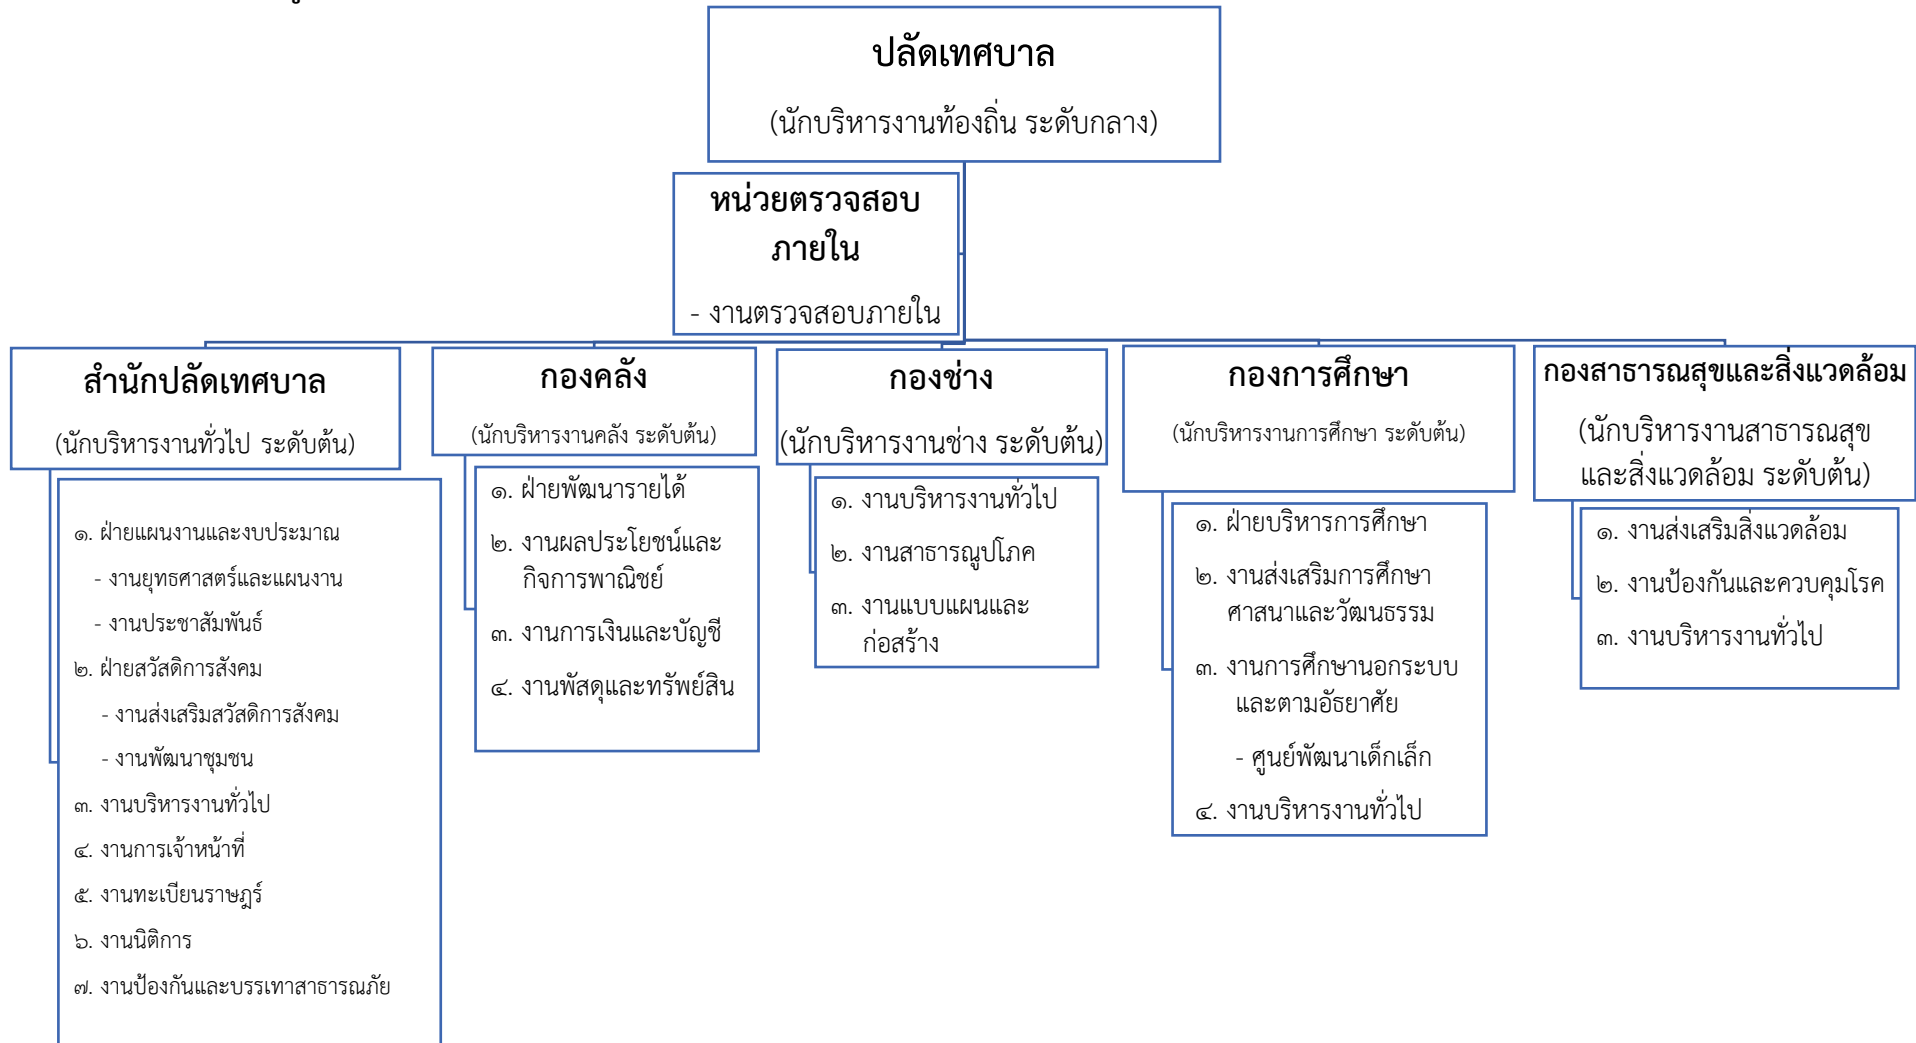 ปลัดเทศบาล
(นักบริหารงานท้องถิ่น ระดับกลาง)
หน่วยตรวจสอบ
ภายใน
- งานตรวจสอบภายใน
สำนักปลัดเทศบาล
(นักบริหารงานทั่วไป ระดับต้น)
๑. ฝ่ายแผนงานและงบประมาณ
- งานยุทธศาสตร์และแผนงาน
- งานประชาสัมพันธ์
๒. ฝ่ายสวัสดิการสังคม
- งานส่งเสริมสวัสดิการสังคม
- งานพัฒนาชุมชน
๓. งานบริหารงานทั่วไป
๔. งานการเจ้าหน้าที่
๕. งานทะเบียนราษฎร์
๖. งานนิติการ
๗. งานป้องกันและบรรเทาสาธารณภัย
กองคลัง
(นักบริหารงานคลัง ระดับต้น)
๑. ฝ่ายพัฒนารายได้
๒. งานผลประโยชน์และ
กิจการพาณิชย์
๓. งานการเงินและบัญชี
๔. งานพัสดุและทรัพย์สิน
กองช่าง
(นักบริหารงานช่าง ระดับต้น)
๑. งานบริหารงานทั่วไป
๒. งานสาธารณูปโภค
๓. งานแบบแผนและ
ก่อสร้าง
กองการศึกษา
(นักบริหารงานการศึกษา ระดับต้น)
๑. ฝ่ายบริหารการศึกษา
๒. งานส่งเสริมการศึกษา
ศาสนาและวัฒนธรรม
๓. งานการศึกษานอกระบบ
และตามอัธยาศัย
- ศูนย์พัฒนาเด็กเล็ก
๔. งานบริหารงานทั่วไป
กองสาธารณสุขและสิ่งแวดล้อม
(นักบริหารงานสาธารณสุข
และสิ่งแวดล้อม ระดับต้น)
๑. งานส่งเสริมสิ่งแวดล้อม
๒. งานป้องกันและควบคุมโรค
๓. งานบริหารงานทั่วไป